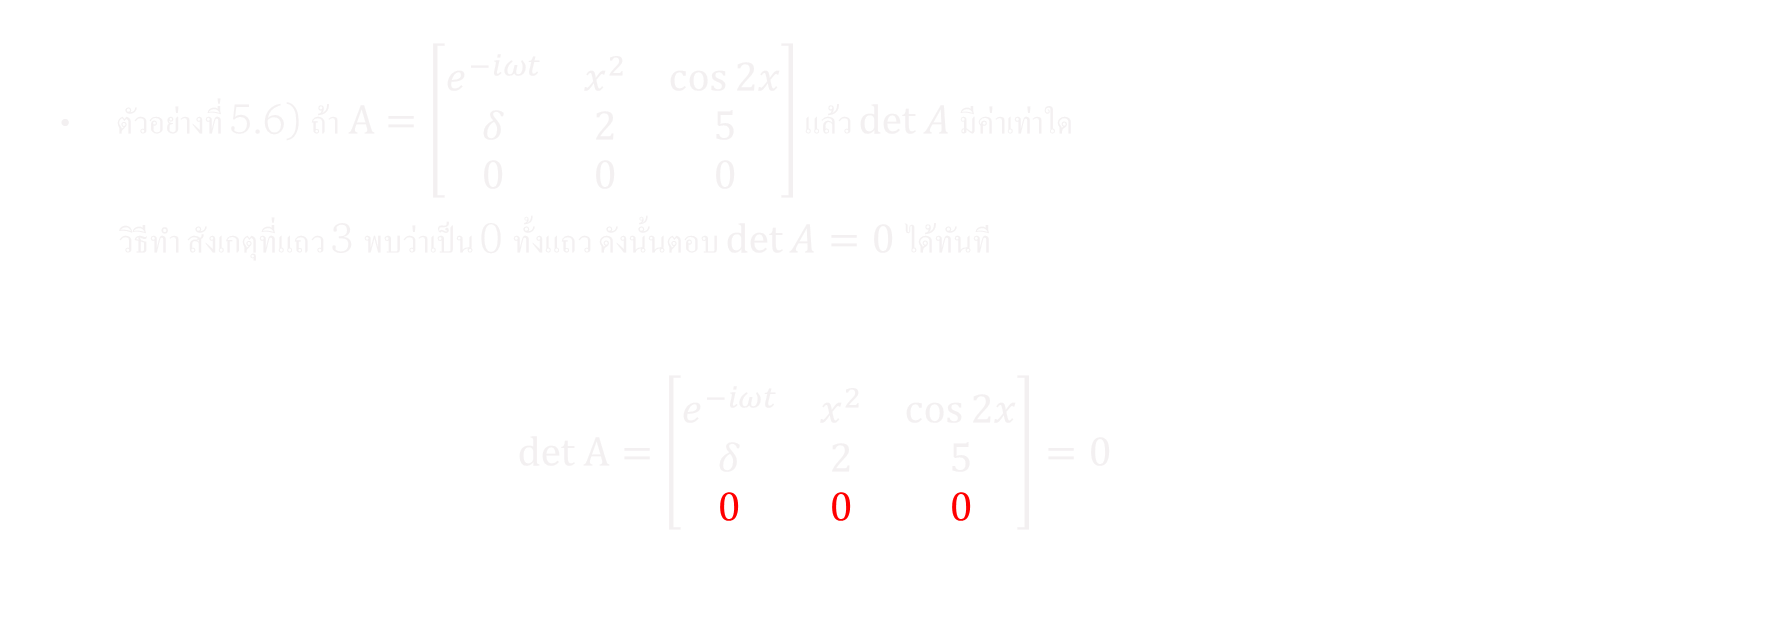 • ตัวอย่างที่ 5.6) ถ้า A = [e^{-iωt} x^2 cos 2x; δ 2 5; 0 0 0] แล้ว det A มีค่าเท่าใด
วิธีทำ สังเกตุที่แถว 3 พบว่าเป็น 0 ทั้งแถว ดังนั้นตอบ det A = 0 ได้ทันที
det A = [e^{-iωt} x^2 cos 2x; δ 2 5; 0 0 0] = 0